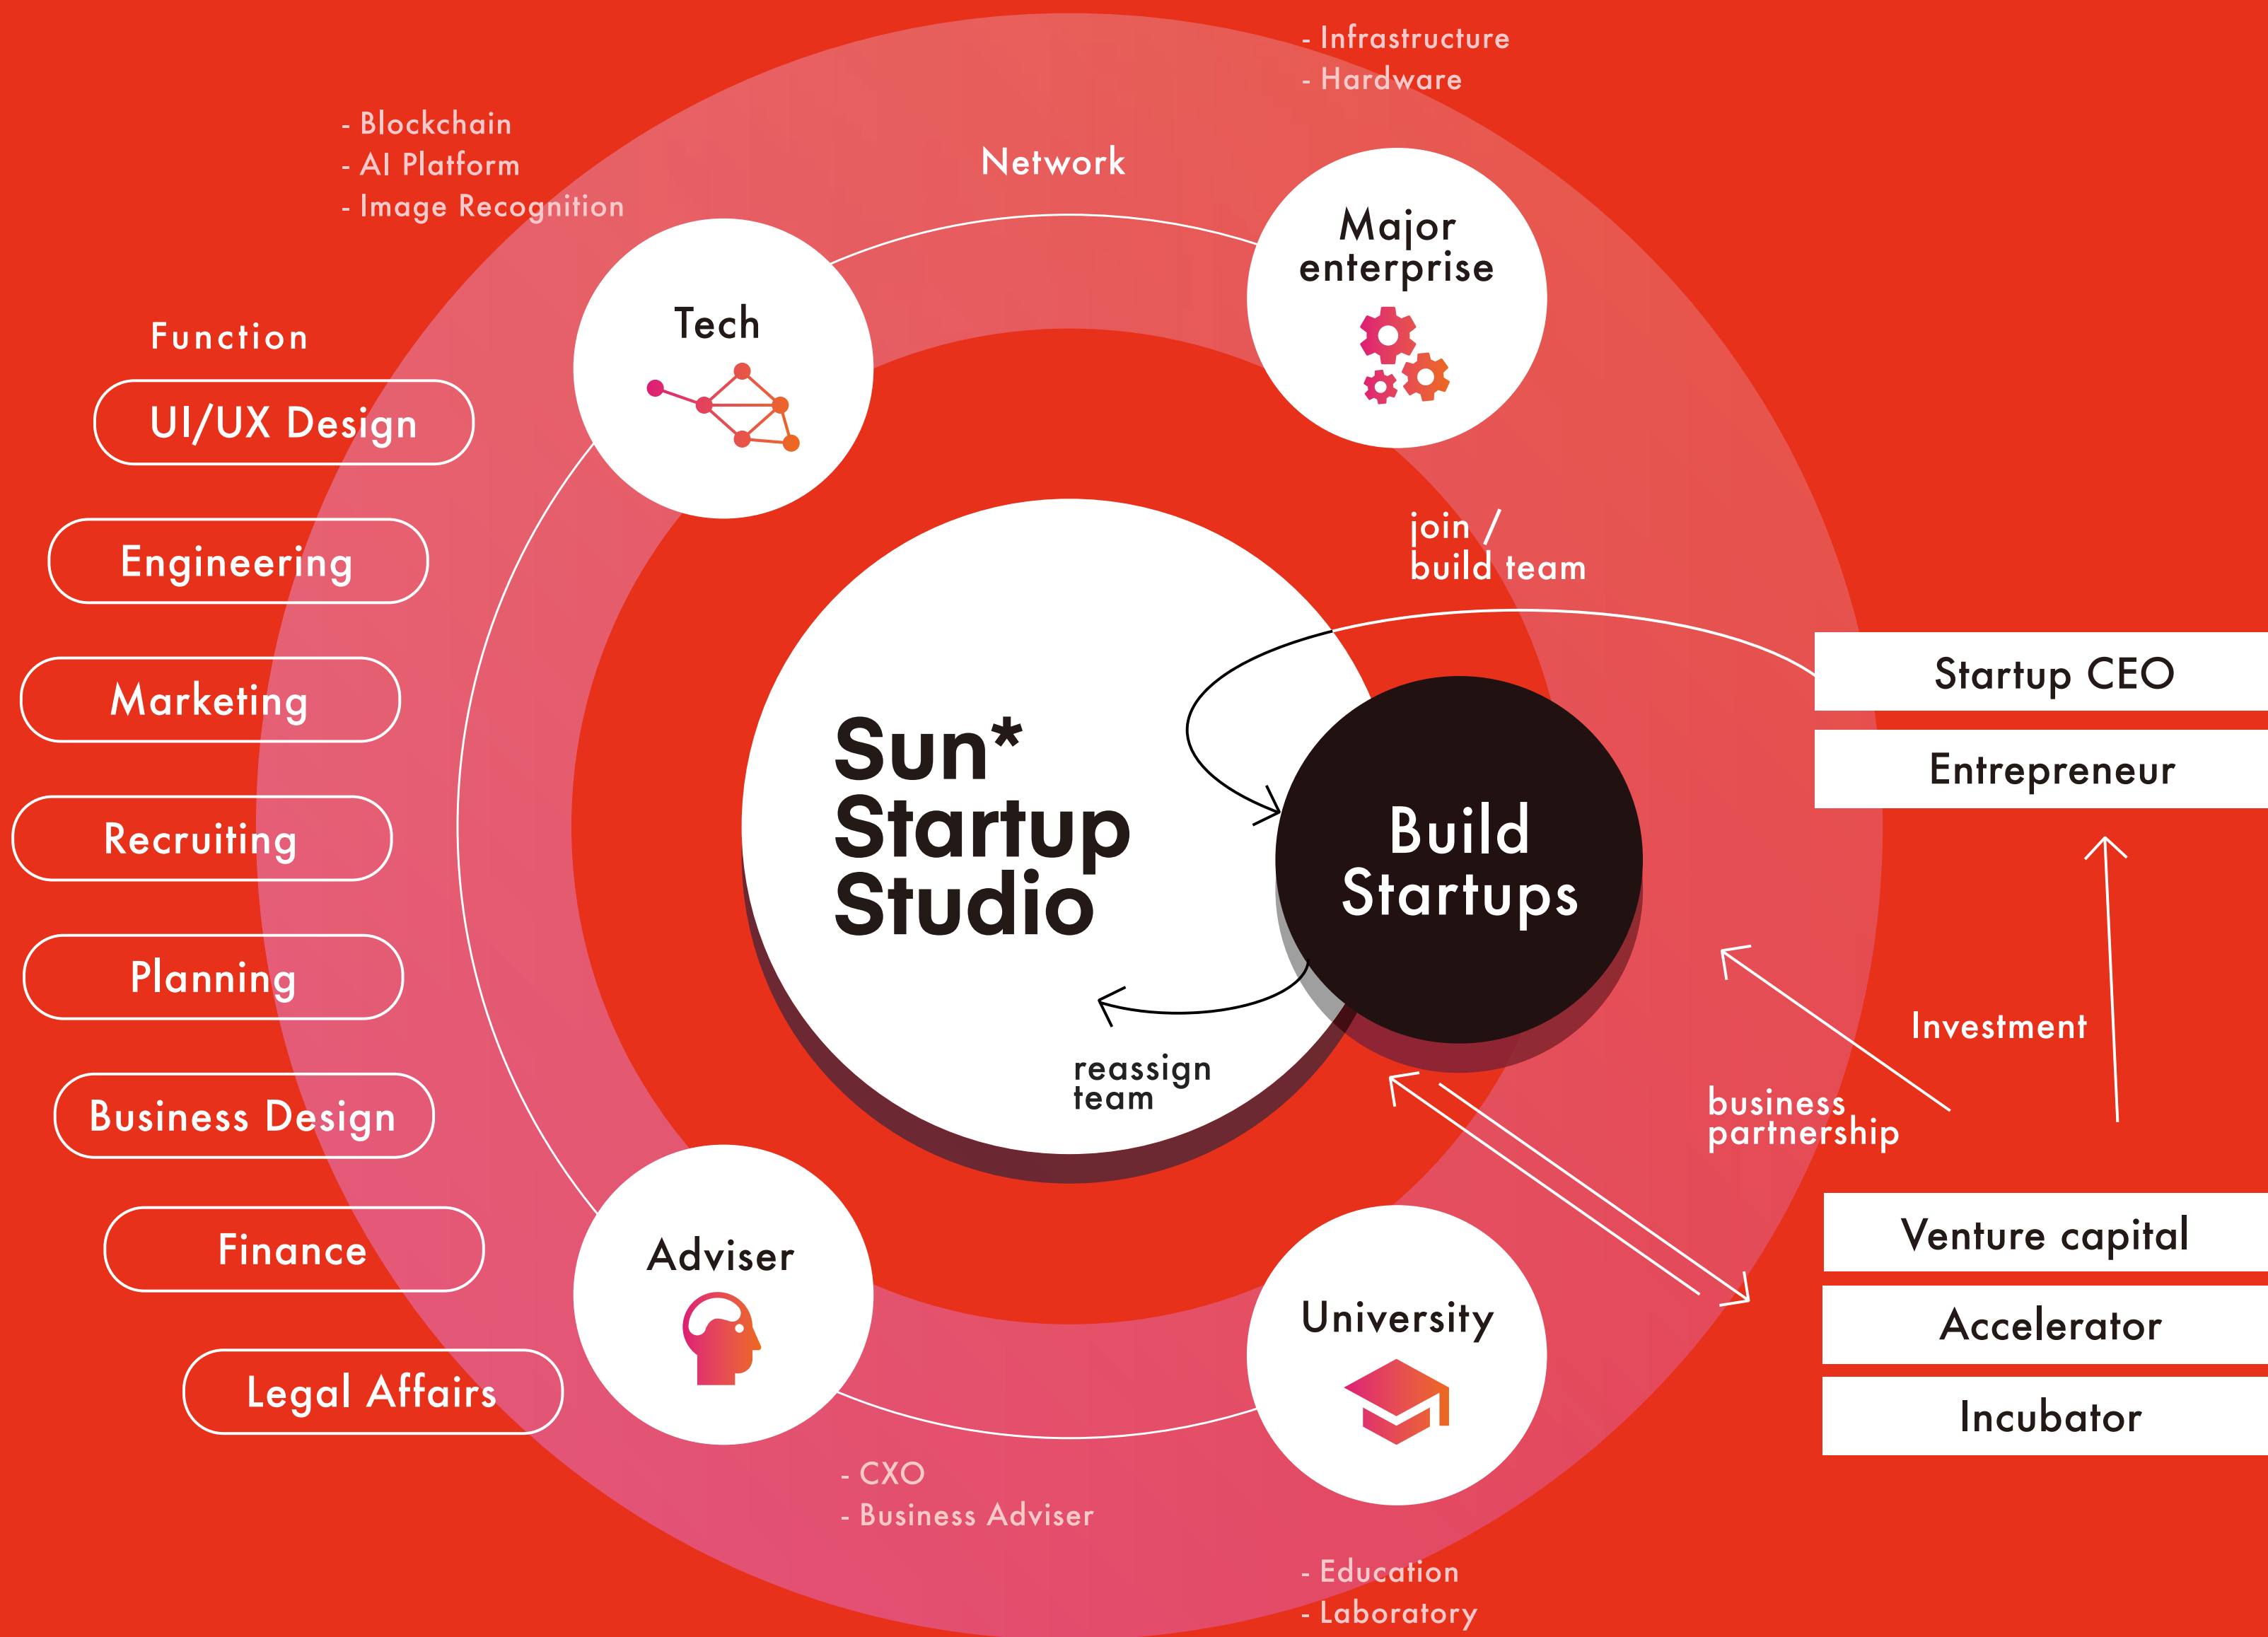 - Infrastructure
- Hardware
- Blockchain
- AI Platform
- Image Recognition
Network
Major
enterprise
Tech
Function
UI/UX Design
Engineering
Marketing
Recruiting
Planning
Business Design
Finance
Legal Affairs
join /
build team
Sun*
Startup
Studio
Build
Startups
reassign
team
Startup CEO
Entrepreneur
Investment
business
partnership
Venture capital
Accelerator
Incubator
Adviser
University
- CXO
- Business Adviser
- Education
- Laboratory